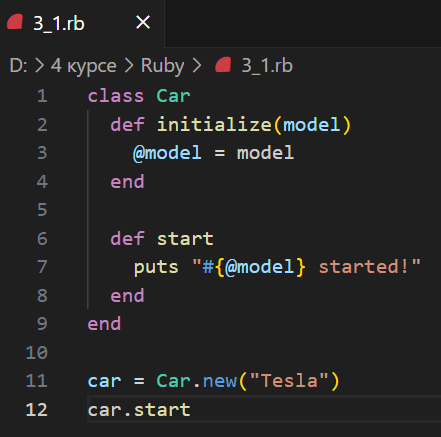 3_1.rb
D: > 4 курсе > Ruby > 3_1.rb
1 class Car
2   def initialize(model)
3     @model = model
4   end
5
6   def start
7     puts "#{@model} started!"
8   end
9 end
10
11 car = Car.new("Tesla")
12 car.start